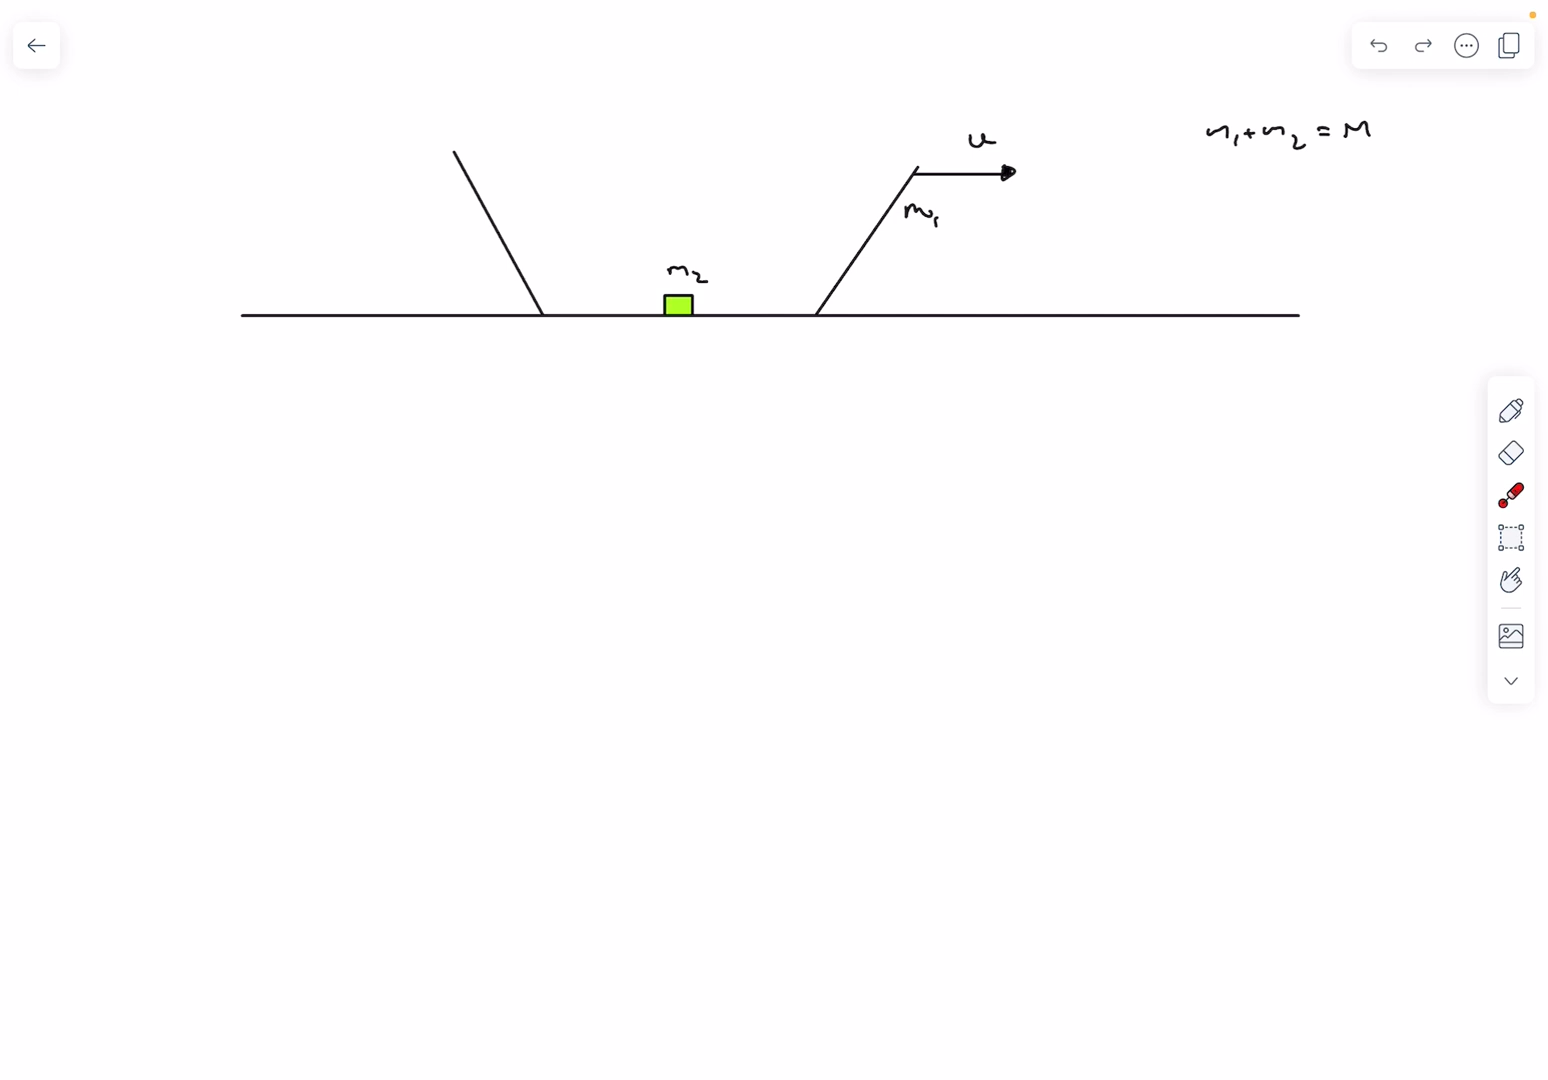 u
m₁+m₂ = M
m₁
m₂